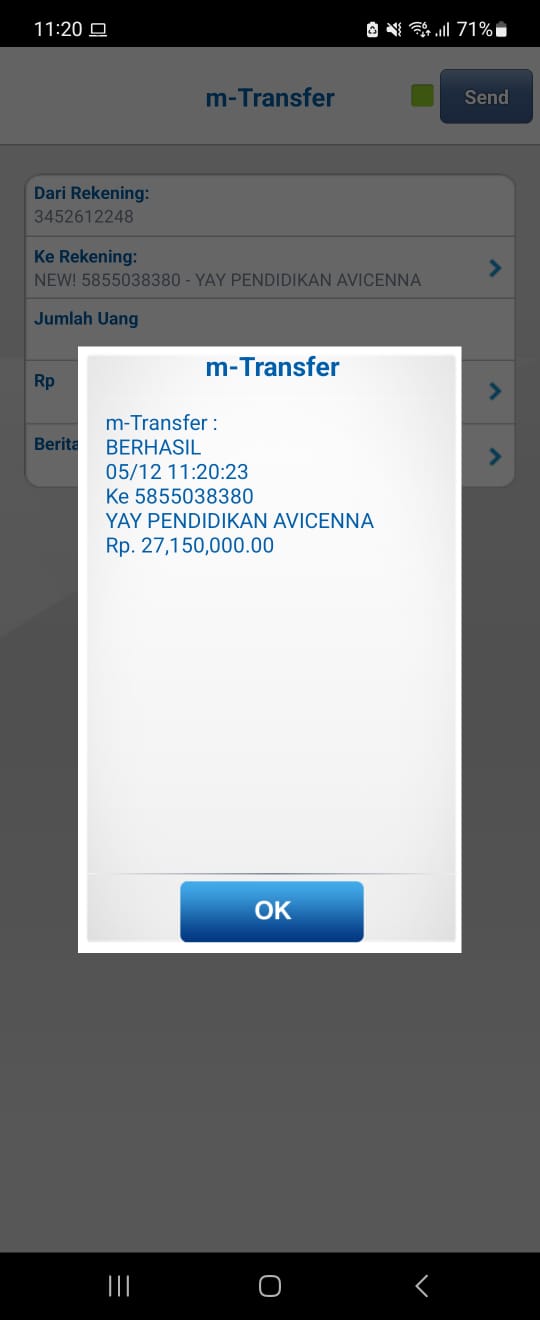 11:20
71%
m-Transfer
Send
Dari Rekening:
3452612248
Ke Rekening:
NEW! 5855038380 - YAY PENDIDIKAN AVICENNA
Jumlah Uang
Rp
Berita
m-Transfer
m-Transfer :
BERHASIL
05/12 11:20:23
Ke 5855038380
YAY PENDIDIKAN AVICENNA
Rp. 27,150,000.00
OK